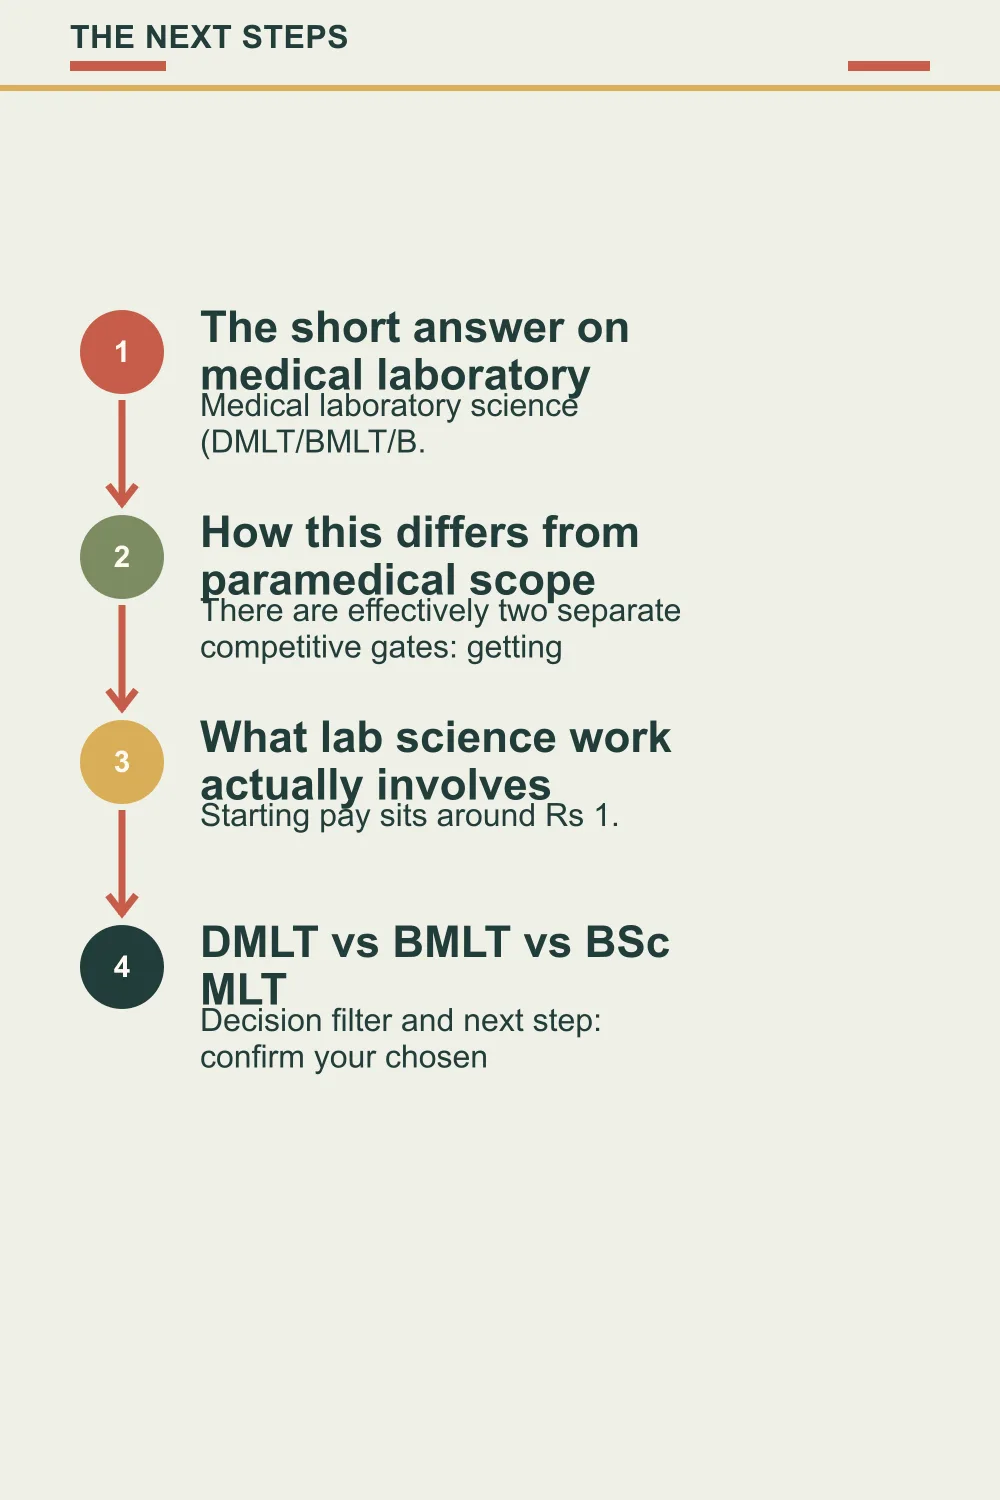 THE NEXT STEPS
1
The short answer on
medical laboratory
Medical laboratory science
(DMLT/BMLT/B.
2
How this differs from
paramedical scope
There are effectively two separate
competitive gates: getting
3
What lab science work
actually involves
Starting pay sits around Rs 1.
4
DMLT vs BMLT vs BSc
MLT
Decision filter and next step:
confirm your chosen